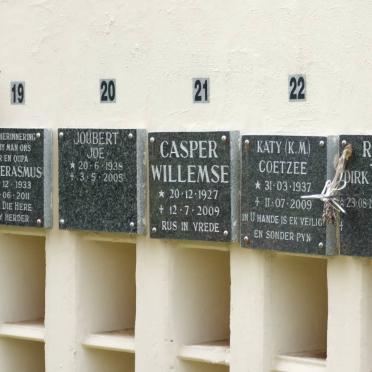 19
20
21
22
HERINNERING
MY MAN ONS
EN OUPA
ERASMUS
12 1933
06 2011
DIE HERE
MY HERDER
JOUBERT
JOE
★ 20·6·1938
✝ 3·5·2005
CASPER
WILLEMSE
★ 20·12·1927
✝ 12·7·2009
RUS IN VREDE
KATY (K.M)
COETZEE
★ 31·03·1937
✝ 11·07·2009
IN U HANDE IS EK VEILIG
EN SONDER PYN
DIRK